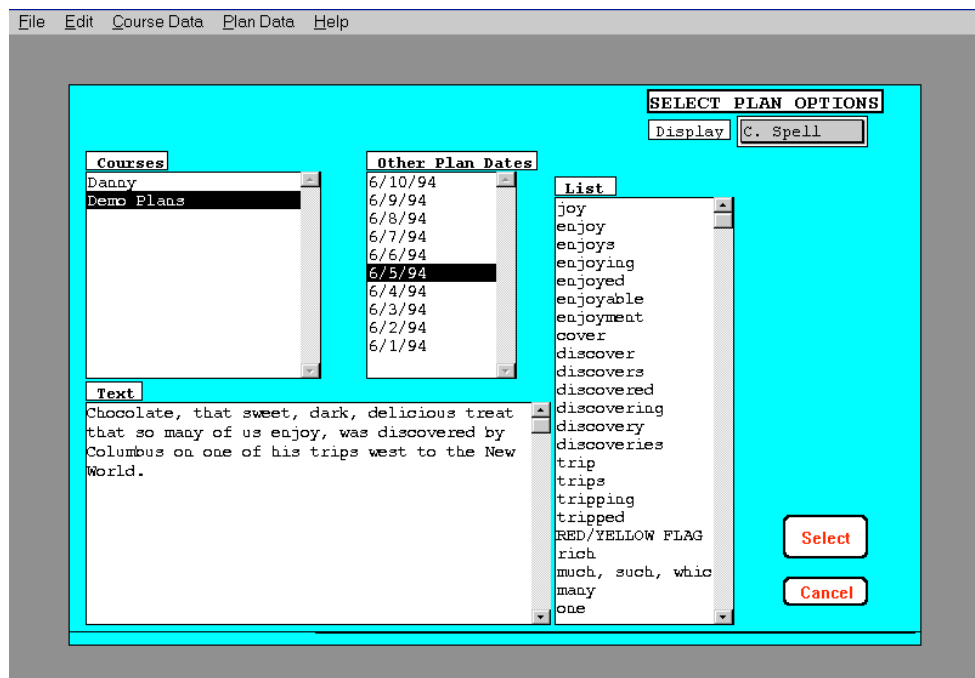 File Edit Course Data Plan Data Help
SELECT PLAN OPTIONS
Display C. Spell
Courses
Danny
Demo Plans
Other Plan Dates
6/10/94
6/9/94
6/8/94
6/7/94
6/6/94
6/5/94
6/4/94
6/3/94
6/2/94
6/1/94
List
joy
enjoy
enjoys
enjoying
enjoyed
enjoyable
enjoyment
cover
discover
discovers
discovered
discovering
discovery
discoveries
trip
trips
tripping
tripped
RED/YELLOW FLAG
rich
much, such, whic
many
one
Text
Chocolate, that sweet, dark, delicious treat
that so many of us enjoy, was discovered by
Columbus on one of his trips west to the New
World.
Select
Cancel